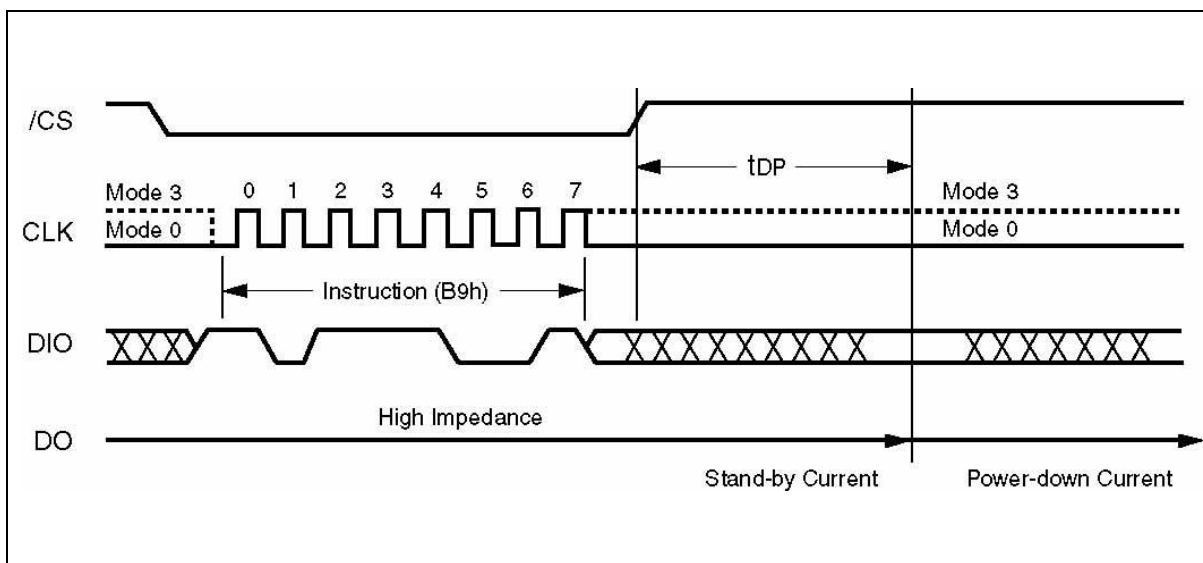 /CS
tDP
Mode 3 0 1 2 3 4 5 6 7 Mode 3
CLK Mode 0 Mode 0
Instruction (B9h)
DIO
High Impedance
DO
Stand-by Current Power-down Current